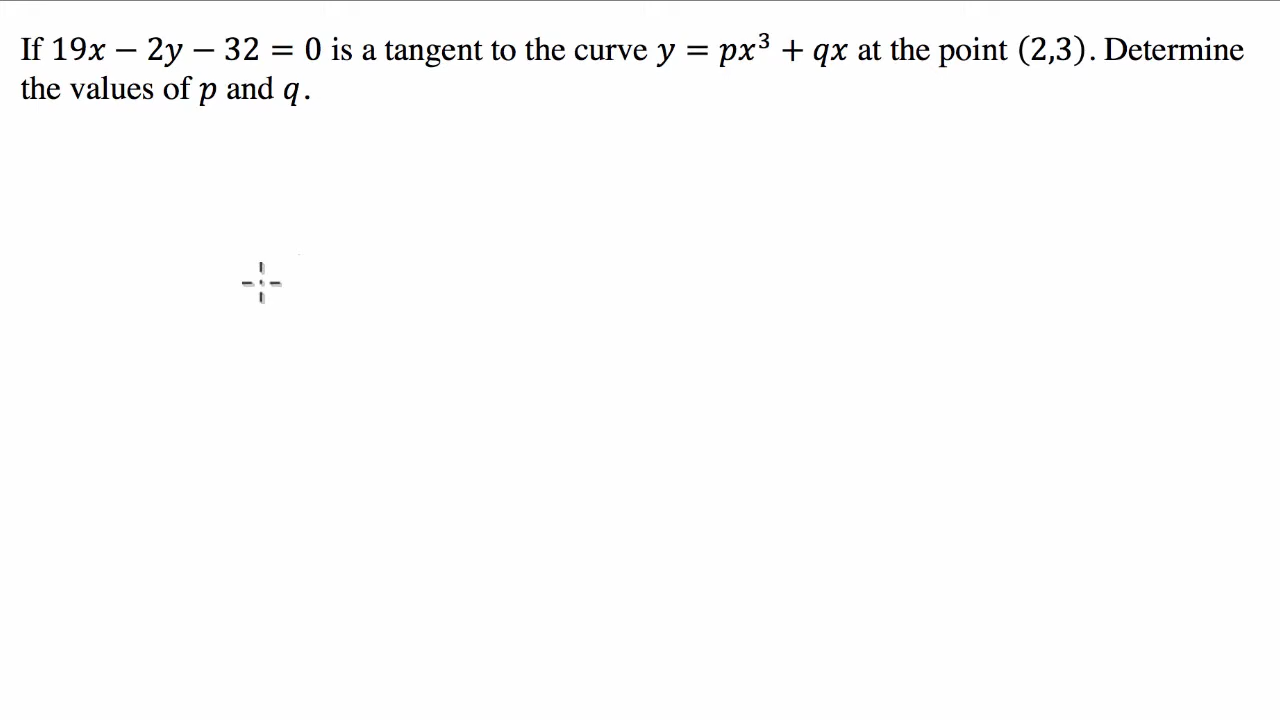 If 19x − 2y − 32 = 0 is a tangent to the curve y = px³ + qx at the point (2,3). Determine
the values of p and q.